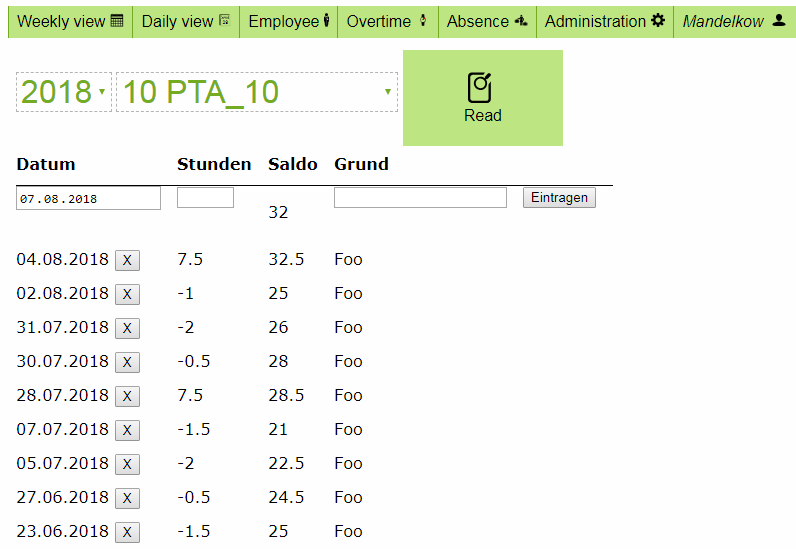 Weekly view Daily view Employee Overtime Absence Administration Mandelkow
2018 10 PTA_10
Read
Datum Stunden Saldo Grund
07.08.2018 32 Eintragen
04.08.2018 X 7.5 32.5 Foo
02.08.2018 X -1 25 Foo
31.07.2018 X -2 26 Foo
30.07.2018 X -0.5 28 Foo
28.07.2018 X 7.5 28.5 Foo
07.07.2018 X -1.5 21 Foo
05.07.2018 X -2 22.5 Foo
27.06.2018 X -0.5 24.5 Foo
23.06.2018 X -1.5 25 Foo